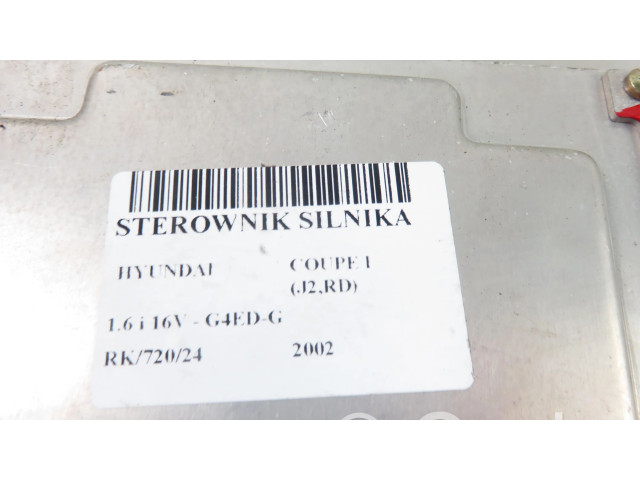 STEROWNIK SILNIKA
HYUNDAI COUPE I
(J2,RD)
1.6 i 16V - G4ED-G
RK/720/24 2002